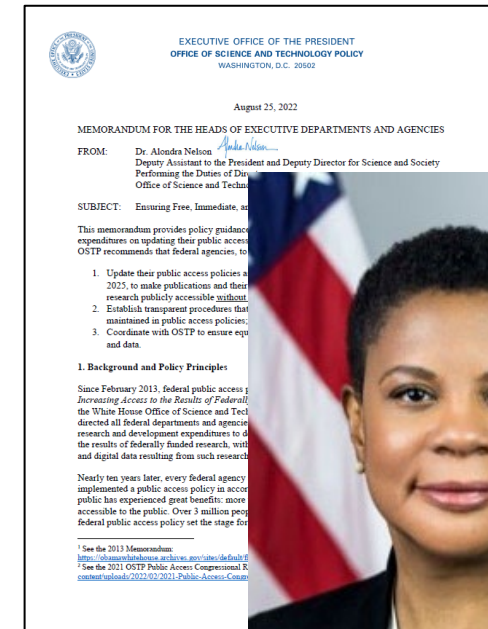 EXECUTIVE OFFICE OF THE PRESIDENT
OFFICE OF SCIENCE AND TECHNOLOGY POLICY
WASHINGTON, D.C. 20502
August 25, 2022
MEMORANDUM FOR THE HEADS OF EXECUTIVE DEPARTMENTS AND AGENCIES
FROM: Dr. Alondra Nelson
Deputy Assistant to the President and Deputy Director for Science and Society
Performing the Duties of
Office of Science and
SUBJECT: Ensuring Free, Immediate,
This memorandum provides policy guidance
expenditures on updating their public access
OSTP recommends that federal agencies, to
1. Update their public access policies
2025, to make publications and their
research publicly accessible without
2. Establish transparent procedures that
maintained in public access policies;
3. Coordinate with OSTP to ensure
and data.
1. Background and Policy Principles
Since February 2013, federal public access
Increasing Access to the Results of
the White House Office of Science and
directed all federal departments and
research and development expenditures to
the results of federally funded research,
and digital data resulting from such research
Nearly ten years later, every federal agency
implemented a public access policy in
public has experienced great benefits: more
accessible to the public. Over 3 million
federal public access policy set the stage for
1 See the 2013 Memorandum:
https://obamawhitehouse.archives.gov/sites/default/
2 See the 2021 OSTP Public Access Congressional
content/uploads/2022/02/2021-Public-Access-